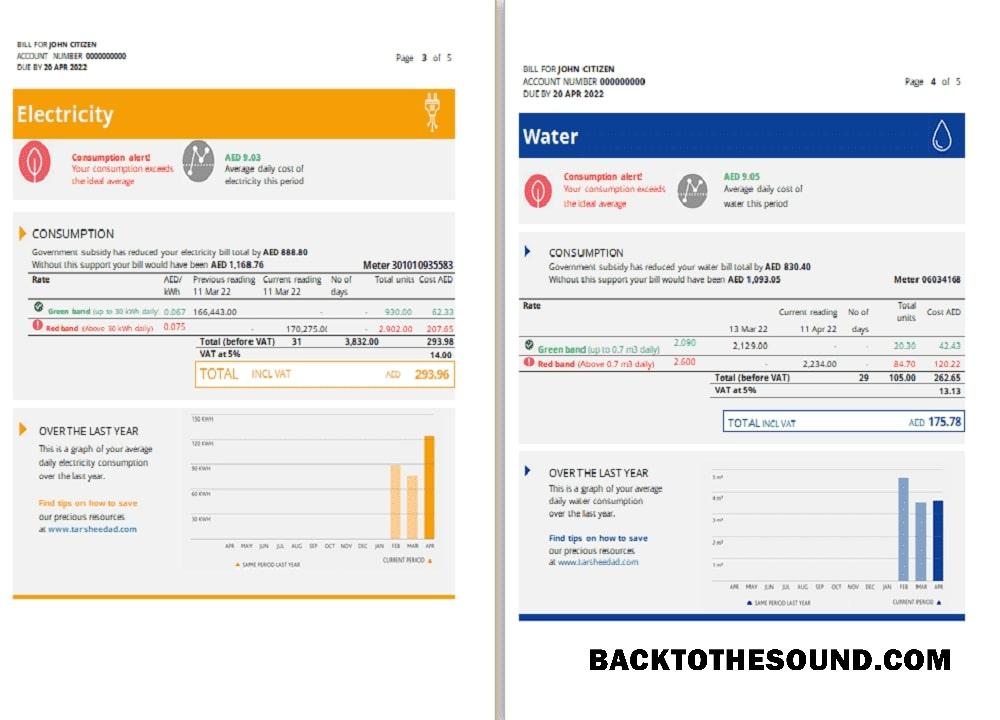 BILL FOR JOHN CITIZEN
ACCOUNT NUMBER 0000000000
DUE BY 20 APR 2022
Page 3 of 5
Electricity
Consumption alert!
Your consumption exceeds
the ideal average
AED 9.03
Average daily cost of
electricity this period
CONSUMPTION
Government subsidy has reduced your electricity bill total by AED 888.80
Without this support your bill would have been AED 1,168.76 Meter 301010935583
Rate AED/ Previous reading Current reading No of Total units Cost AED
kWh 11 Mar 22 11 Mar 22 days
Green band (up to 30 kWh daily 0.067 166,443.00 - - 930.00 62.33
Red band (Above 30 kWh daily) 0.075 - 170,275.0( - 2.902.00 207.65
Total (before VAT) 31 3,832.00 293.98
VAT at 5% 14.00
TOTAL INCL VAT AED 293.96
OVER THE LAST YEAR
This is a graph of your average
daily electricity consumption
over the last year.
Find tips on how to save
our precious resources
at www.tarsheedad.com
150 KWH
120 KWH
90 KWH
60 KWH
30 KWH
APR MAY JUN JUL AUG SEP OCT NOV DEC JAN FEB MAR APR
SAME PERIOD LAST YEAR CURRENT PERIOD
BILL FOR JOHN CITIZEN
ACCOUNT NUMBER 000000000
DUE BY 20 APR 2022
Page 4 of 5
Water
Consumption alert!
Your consumption exceeds
the ideal average
AED 9.05
Average daily cost of
water this period
CONSUMPTION
Government subsidy has reduced your water bill total by AED 830.40
Without this support your bill would have been AED 1,093.05 Meter 06034168
Rate Current reading No of Total units Cost AED
13 Mar 22 11 Apr 22 days
Green band (up to 0.7 m3 daily) 2.090 2,129.00 - - 20.30 42.43
Red band (Above 0.7 m3 daily) 2.600 - 2,234.00 - 84.70 120.22
Total (before VAT) 29 105.00 262.65
VAT at 5% 13.13
TOTAL INCL VAT AED 175.78
OVER THE LAST YEAR
This is a graph of your average
daily water consumption
over the last year.
Find tips on how to save
our precious resources
at www.tarsheedad.com
5 m³
4 m³
3 m³
2 m³
1 m³
APR MAY JUN JUL AUG SEP OCT NOV DEC JAN FEB MAR APR
SAME PERIOD LAST YEAR CURRENT PERIOD
BACKTOTHESOUND.COM